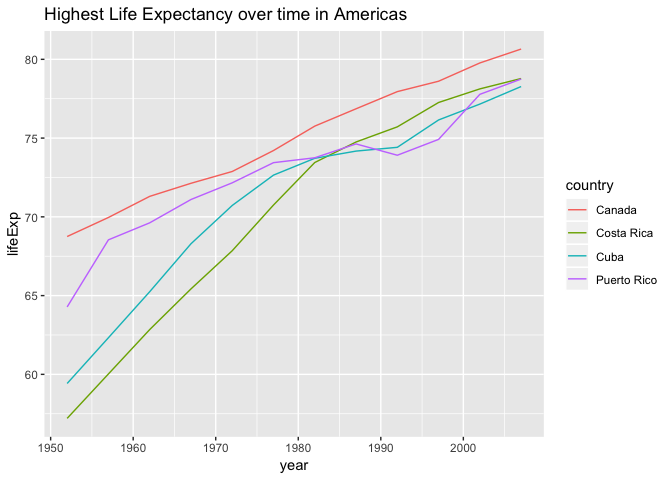 Highest Life Expectancy over time in Americas
80
75
70
65
60
lifeExp
1950
1960
1970
1980
1990
2000
year
country
Canada
Costa Rica
Cuba
Puerto Rico